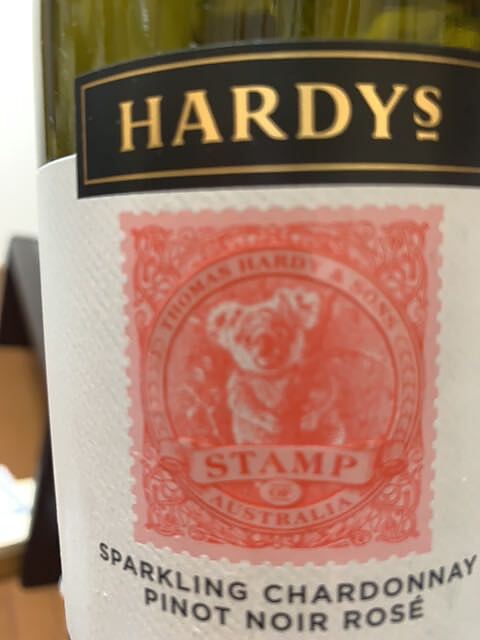 HARDYS
THOMAS HARDY & SONS
STAMP
OF
AUSTRALIA
SPARKLING CHARDONNAY
PINOT NOIR ROSÉ